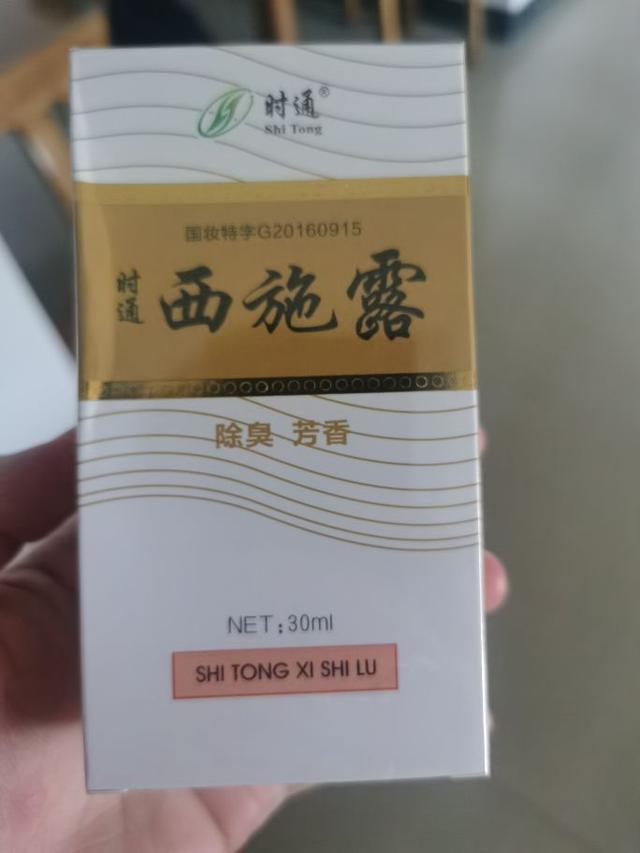 时通®
Shi Tong
国妆特字G20160915
时通
西施露
除臭 芳香
NET：30ml
SHI TONG XI SHI LU